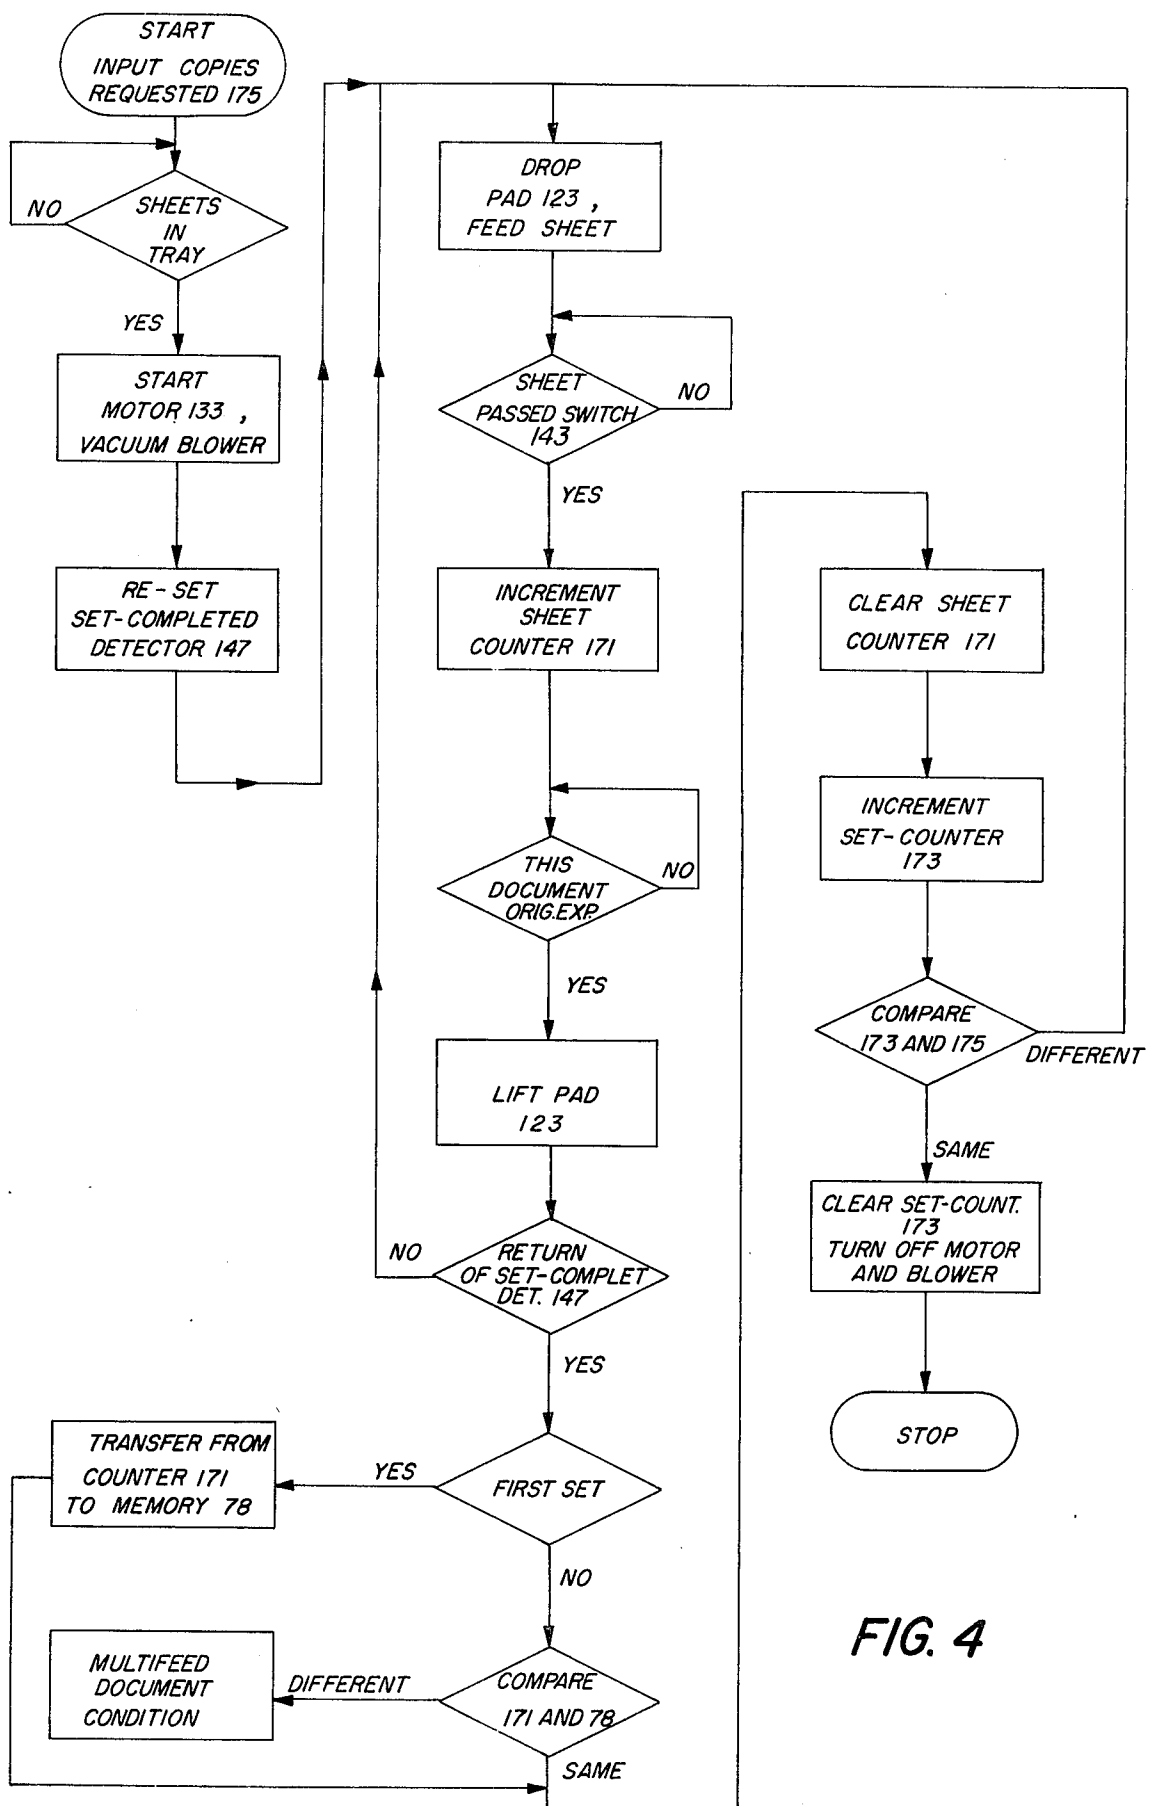 START
INPUT COPIES
REQUESTED 175
NO
SHEETS
IN
TRAY
YES
START
MOTOR 133 ,
VACUUM BLOWER
RE-SET
SET-COMPLETED
DETECTOR 147
DROP
PAD 123 ,
FEED SHEET
SHEET
PASSED SWITCH
143
NO
YES
INCREMENT
SHEET
COUNTER 171
THIS
DOCUMENT
ORIG.EXP.
NO
YES
LIFT PAD
123
RETURN
OF SET-COMPLET
DET. 147
NO
YES
FIRST SET
YES
TRANSFER FROM
COUNTER 171
TO MEMORY 78
NO
COMPARE
171 AND 78
DIFFERENT
MULTIFEED
DOCUMENT
CONDITION
SAME
CLEAR SHEET
COUNTER 171
INCREMENT
SET-COUNTER
173
COMPARE
173 AND 175
DIFFERENT
SAME
CLEAR SET-COUNT.
173
TURN OFF MOTOR
AND BLOWER
STOP
FIG. 4